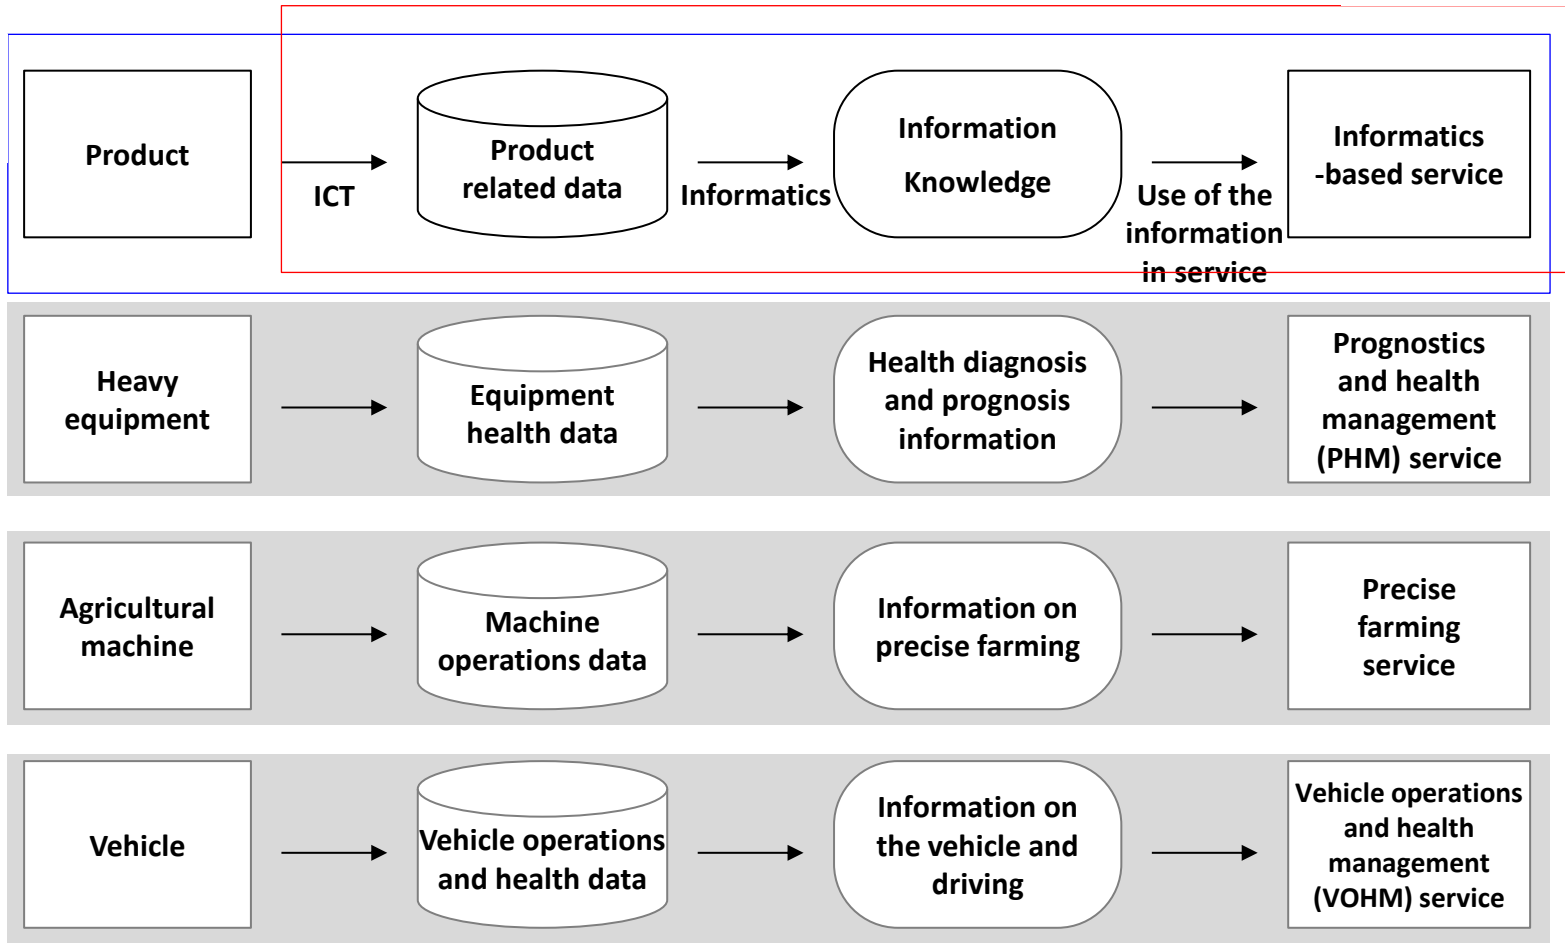 Product
ICT
Product
related data
Informatics
Information
Knowledge
Use of the
information
in service
Informatics
-based service
Heavy
equipment
Equipment
health data
Health diagnosis
and prognosis
information
Prognostics
and health
management
(PHM) service
Agricultural
machine
Machine
operations data
Information on
precise farming
Precise
farming
service
Vehicle
Vehicle operations
and health data
Information on
the vehicle and
driving
Vehicle operations
and health
management
(VOHM) service